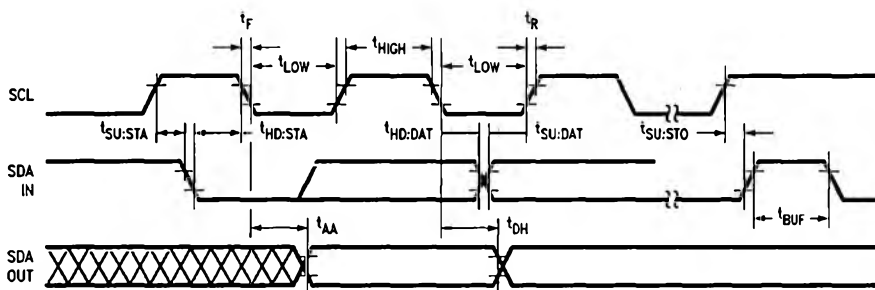 tF tR
tLOW tHIGH tLOW
SCL
tSU:STA tHD:STA tHD:DAT tSU:DAT tSU:STO
SDA
IN
tAA tDH tBUF
SDA
OUT